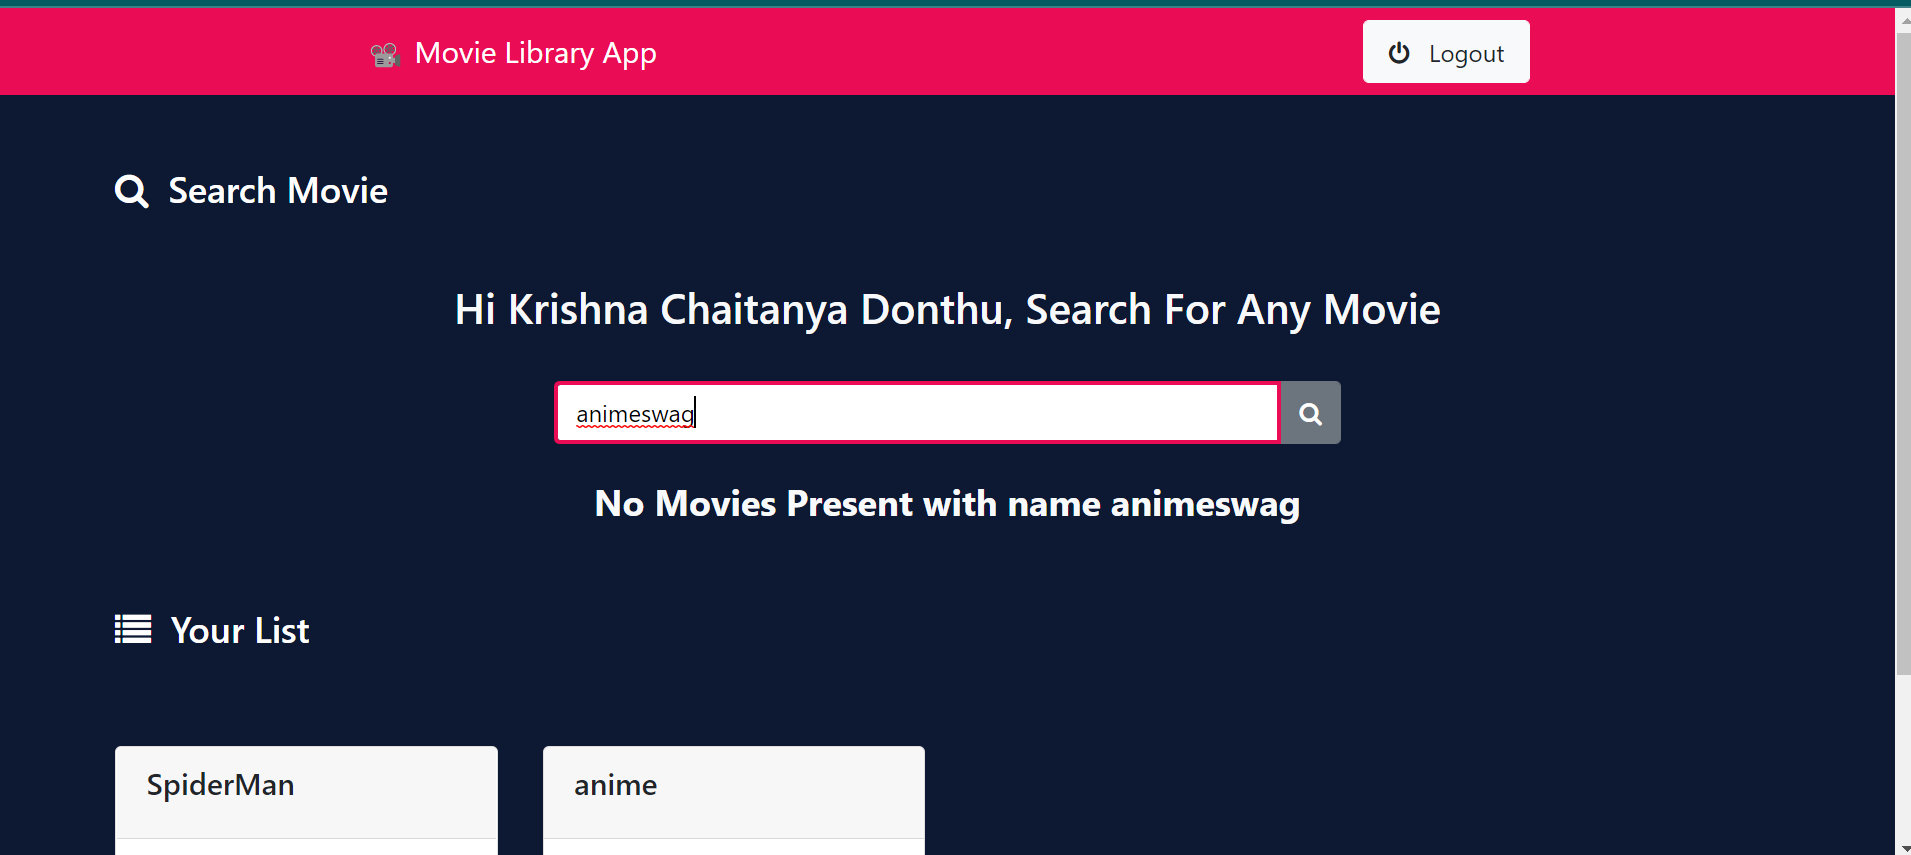 Movie Library App
Logout
Search Movie
Hi Krishna Chaitanya Donthu, Search For Any Movie
animeswag
No Movies Present with name animeswag
Your List
SpiderMan
anime